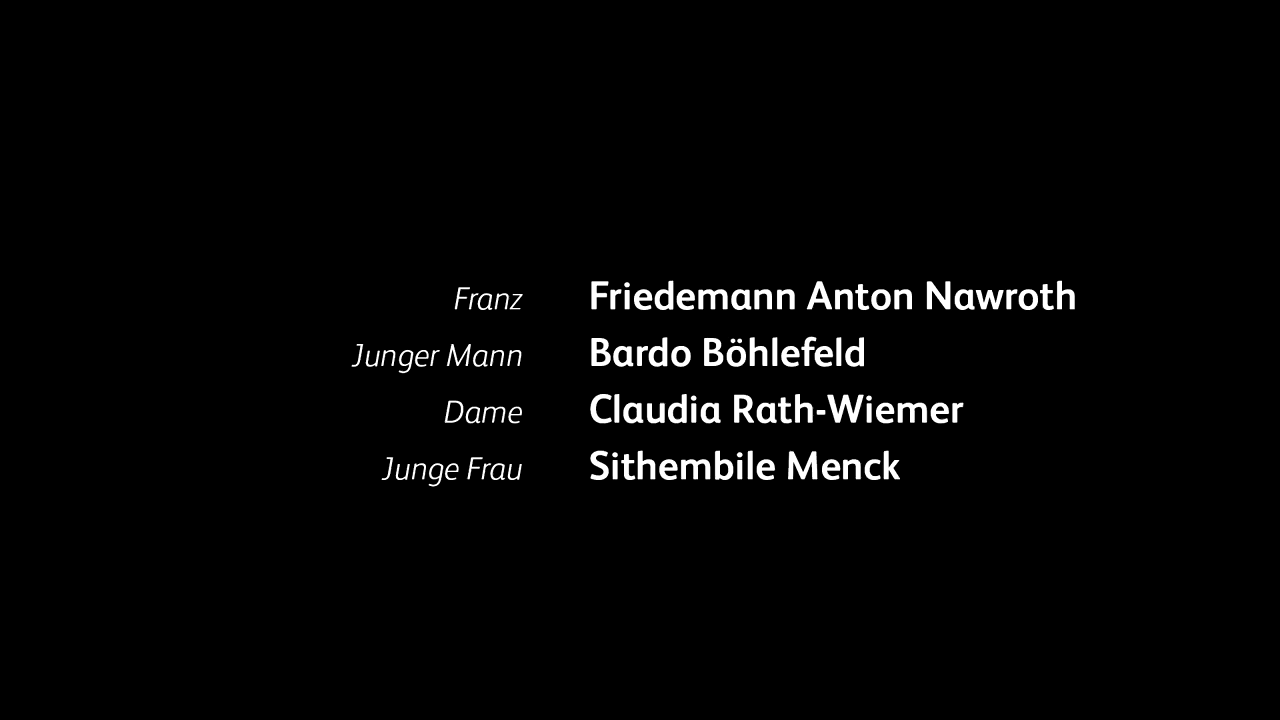 Franz Friedemann Anton Nawroth
Junger Mann Bardo Böhlefeld
Dame Claudia Rath-Wiemer
Junge Frau Sithembile Menck